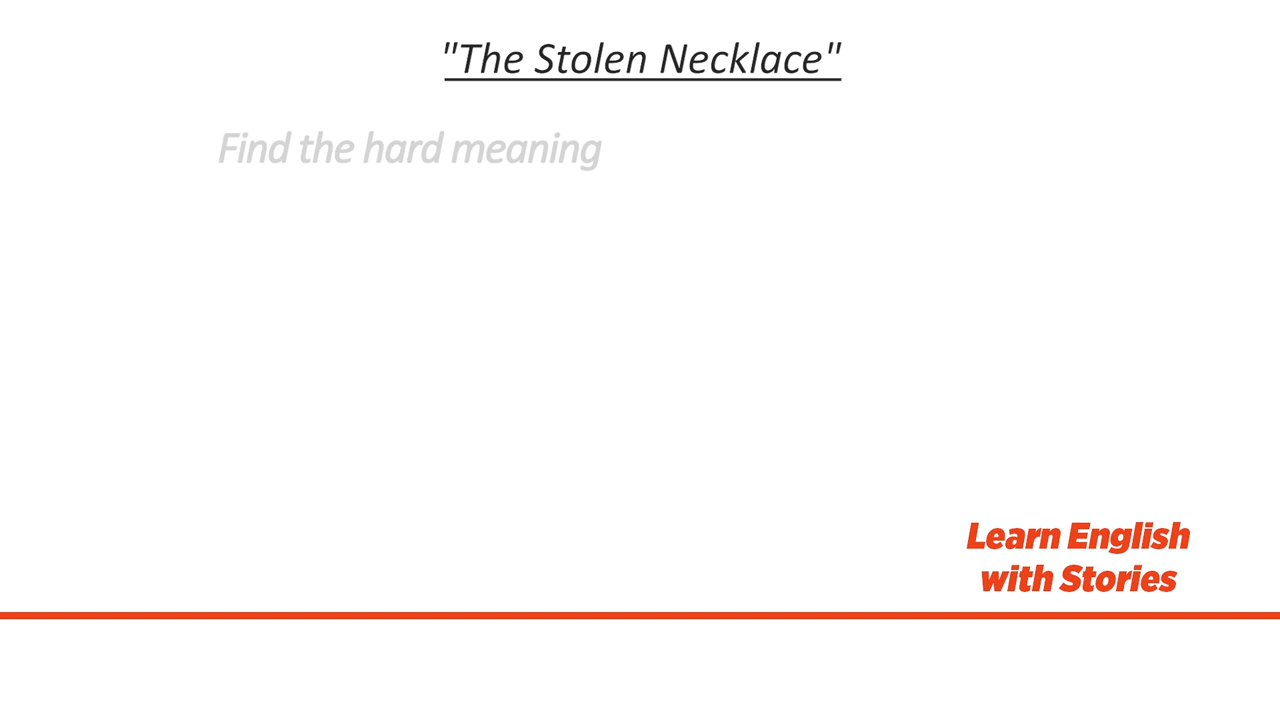 "The Stolen Necklace"
Find the hard meaning
Learn English
with Stories